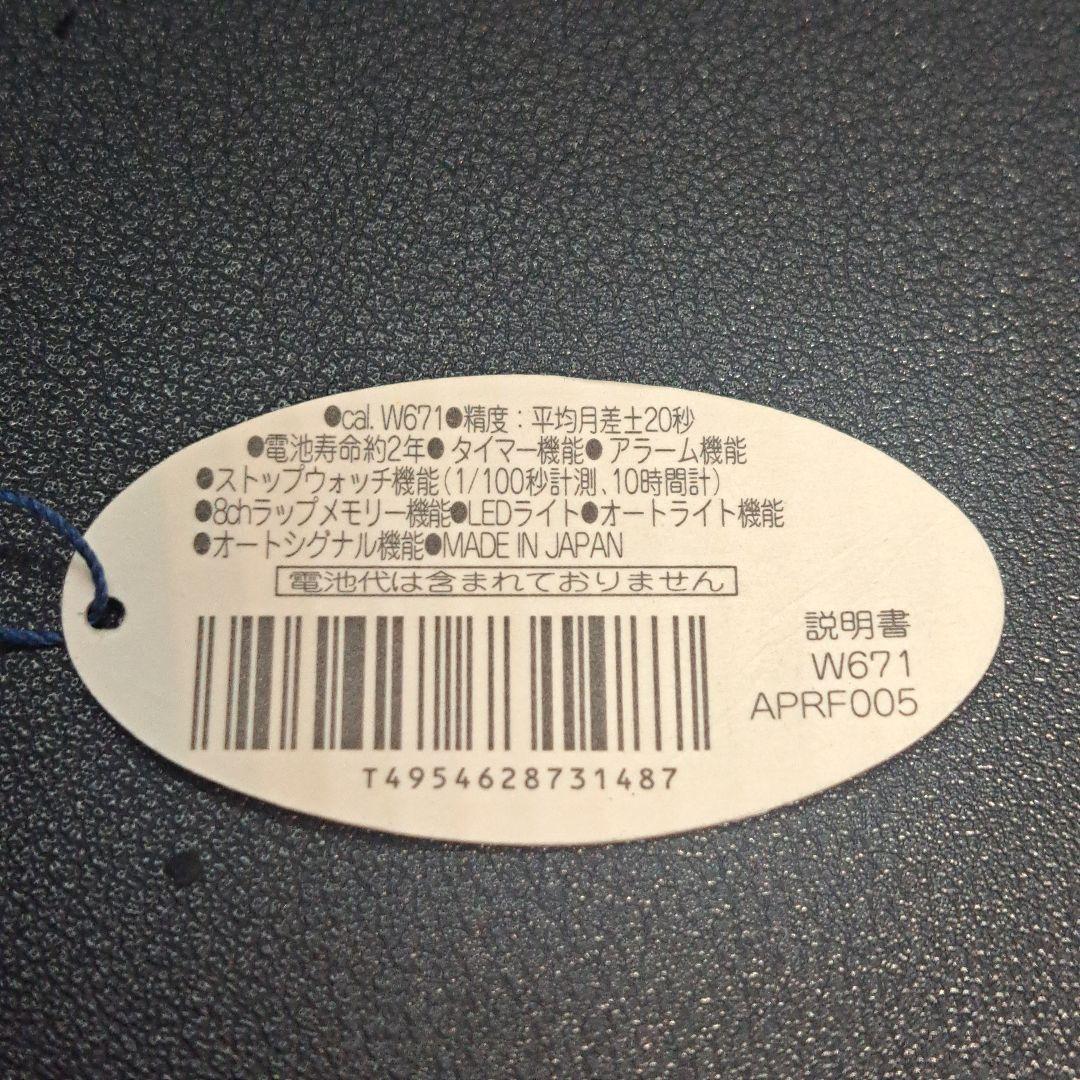 ●cal. W671●精度：平均月差±20秒
●電池寿命約2年●タイマー機能●アラーム機能
●ストップウォッチ機能(1/100秒計測、10時間計)
●8chラップメモリー機能●LEDライト●オートライト機能
●オートシグナル機能●MADE IN JAPAN
電池代は含まれておりません
説明書
W671
APRF005
T4954628731487